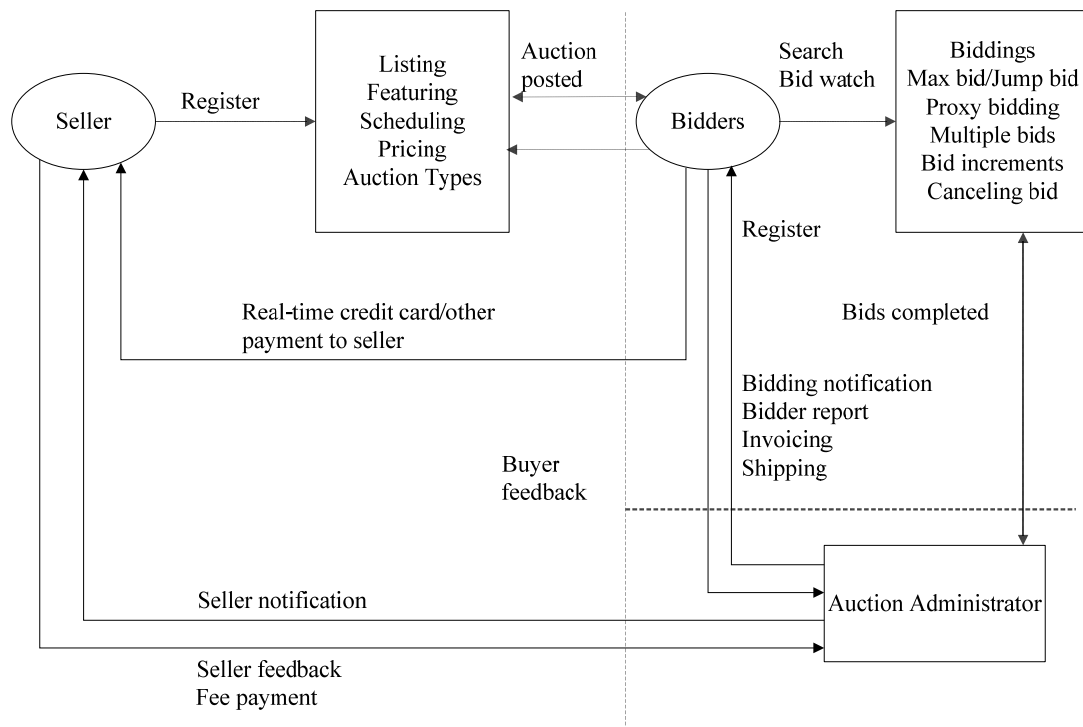 Seller
Register
Listing
Featuring
Scheduling
Pricing
Auction Types
Auction
posted
Bidders
Search
Bid watch
Biddings
Max bid/Jump bid
Proxy bidding
Multiple bids
Bid increments
Canceling bid
Register
Real-time credit card/other
payment to seller
Bids completed
Bidding notification
Bidder report
Invoicing
Shipping
Buyer
feedback
Seller notification
Auction Administrator
Seller feedback
Fee payment